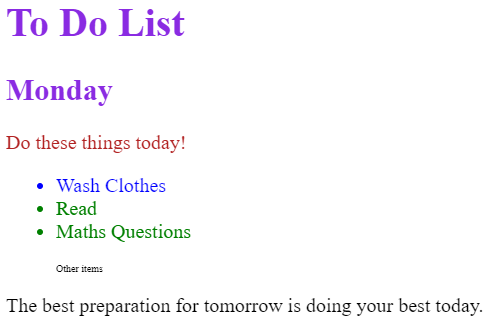 To Do List
Monday
Do these things today!
Wash Clothes
Read
Maths Questions
Other items
The best preparation for tomorrow is doing your best today.